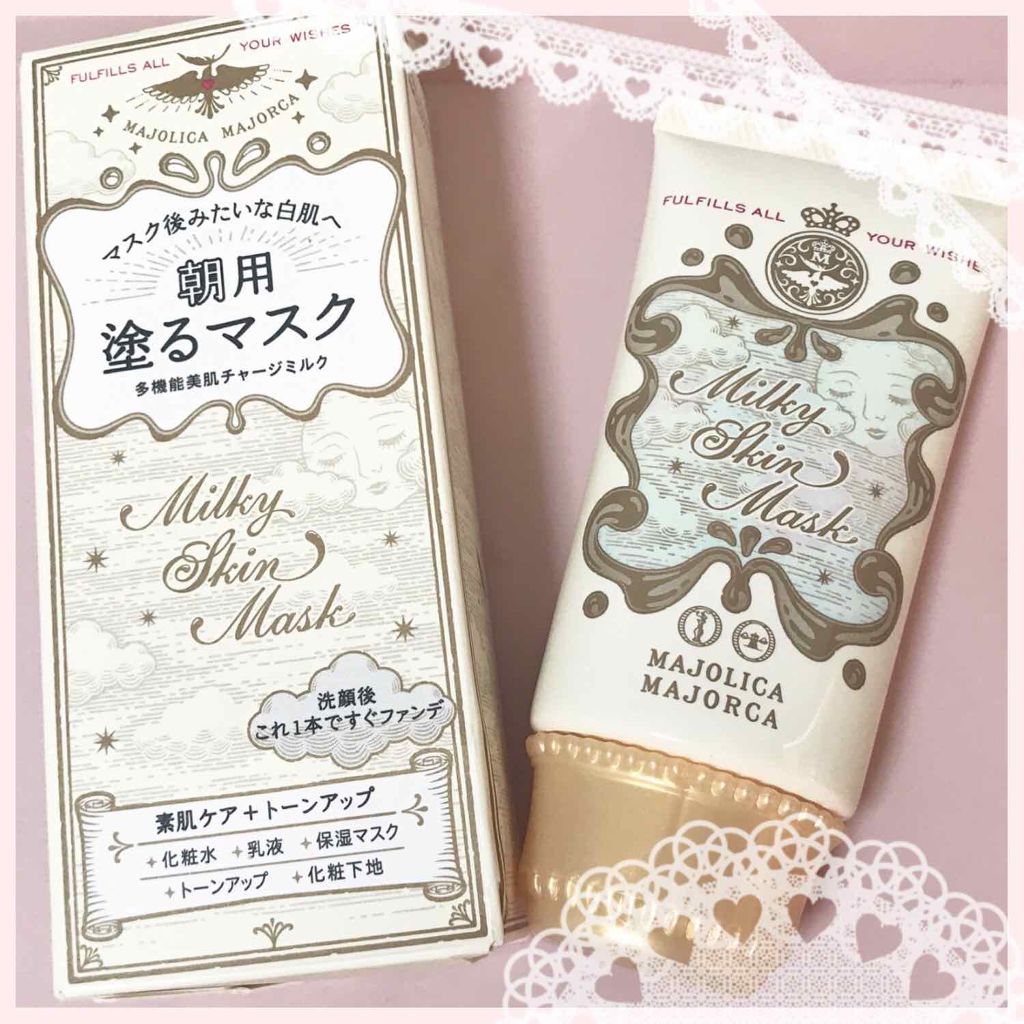 FULFILLS ALL YOUR WISHES
MAJOLICA MAJORCA
マスク後みたいな白肌へ
朝用
塗るマスク
多機能美肌チャージミルク
Milky
Skin
Mask
洗顔後
これ1本ですぐファンデ
素肌ケア+トーンアップ
化粧水 乳液 保湿マスク
トーンアップ 化粧下地
FULFILLS ALL YOUR WISHE
M
Milky
Skin
Mask
MAJOLICA
MAJORCA